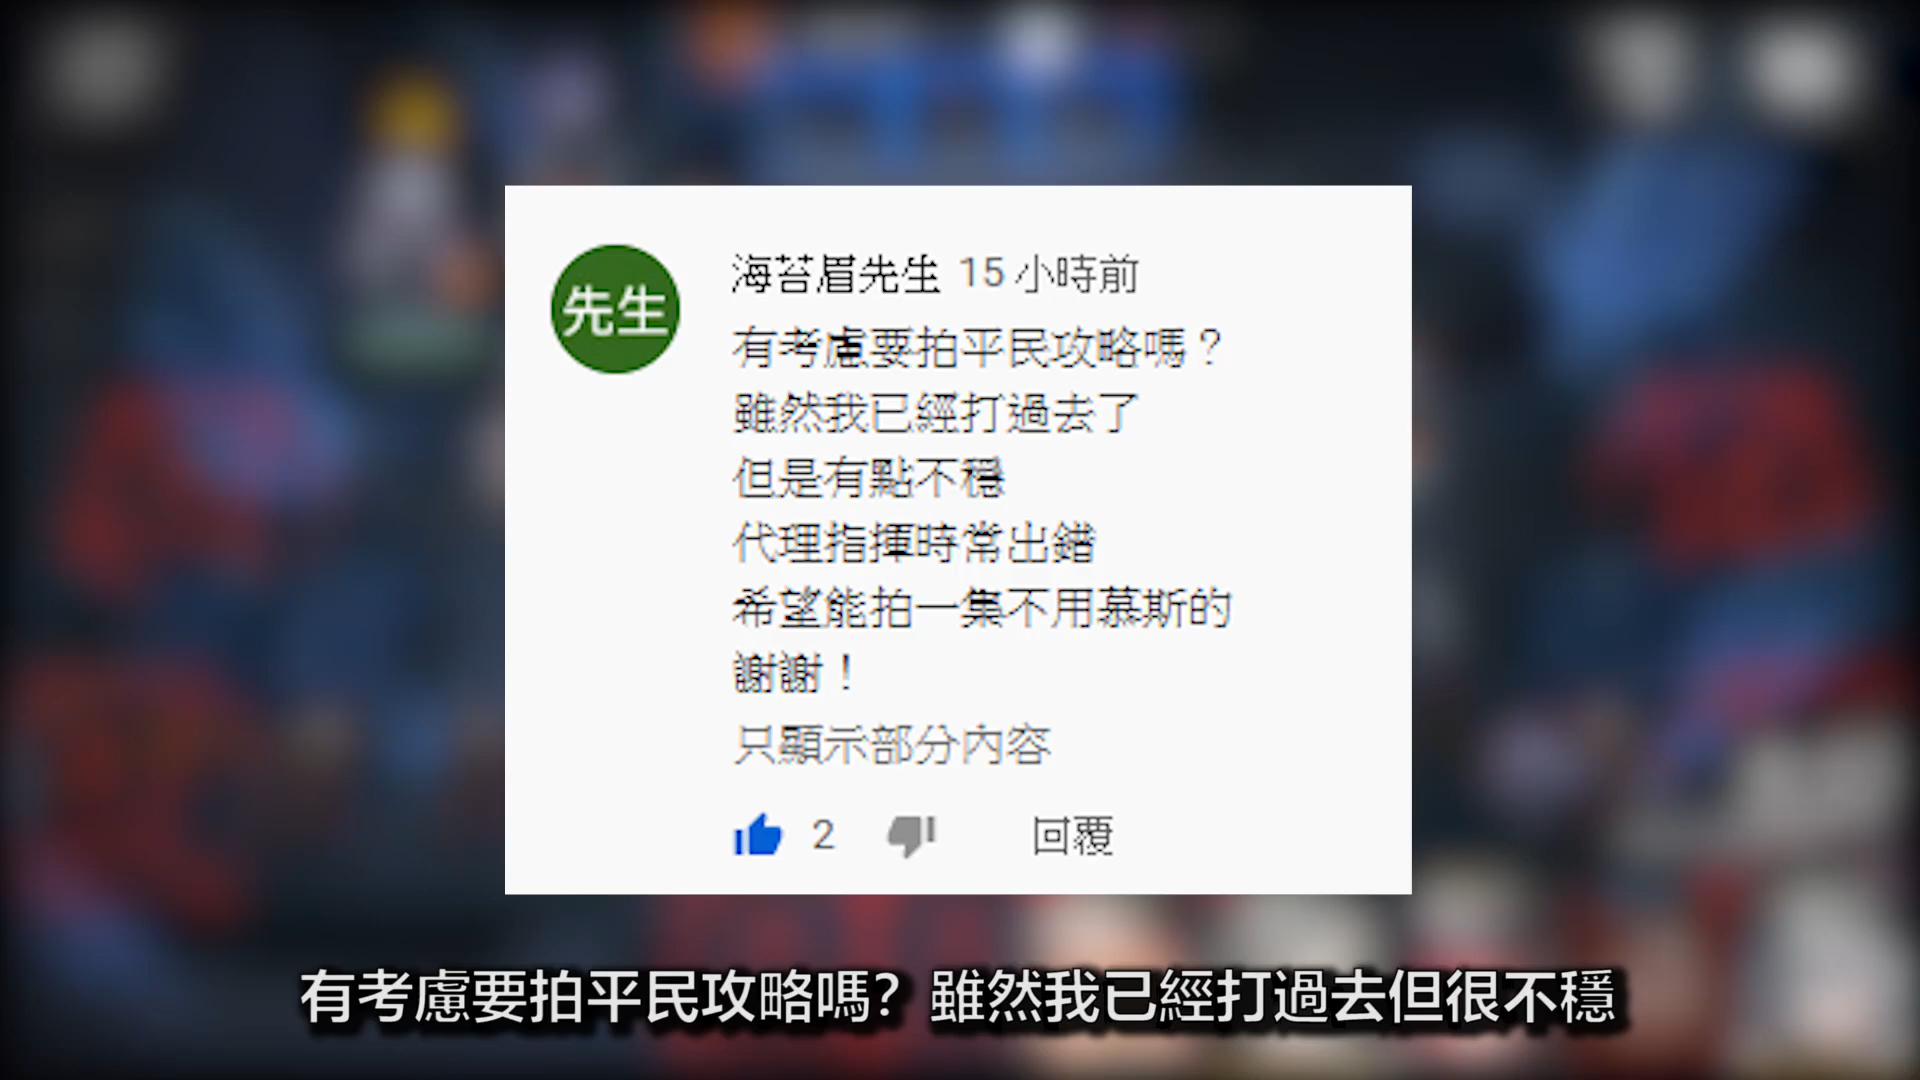 先生
海苔眉先生 15 小時前
有考慮要拍平民攻略嗎？
雖然我已經打過去了
但是有點不穩
代理指揮時常出錯
希望能拍一集不用慕斯的
謝謝！
只顯示部分內容
2 回覆
有考慮要拍平民攻略嗎？雖然我已經打過去但很不穩